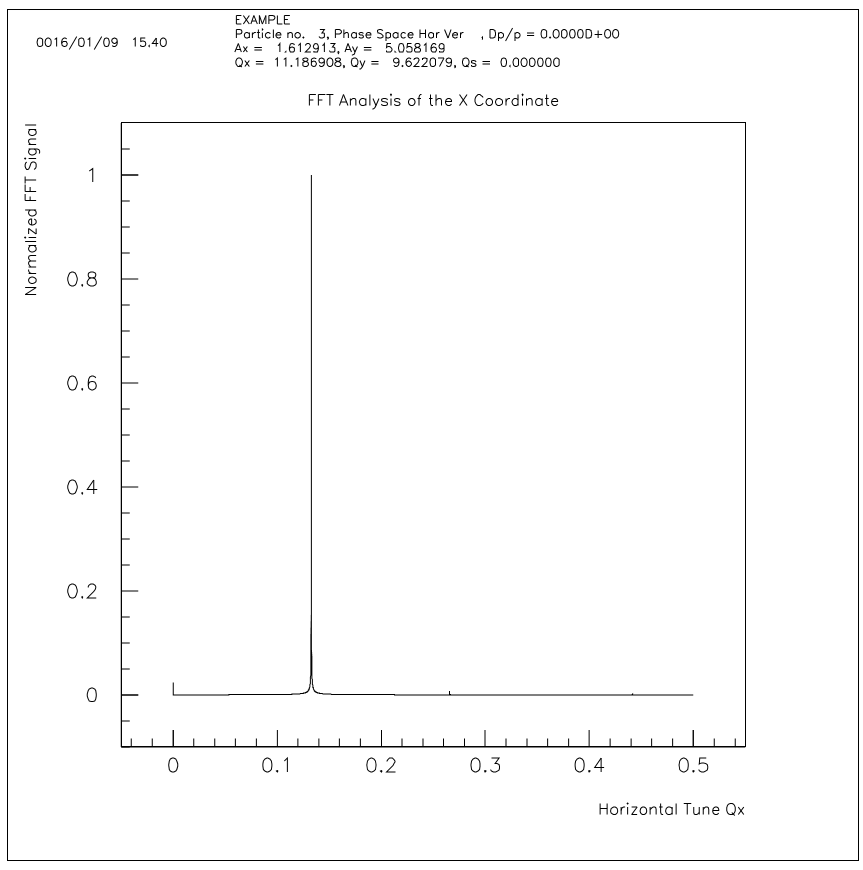 EXAMPLE
0016/01/09 15.40
Particle no. 3, Phase Space Hor Ver , Dp/p = 0.0000D+00
Ax = 1.612913, Ay = 5.058169
Qx = 11.186908, Qy = 9.622079, Qs = 0.000000
FFT Analysis of the X Coordinate
Normalized FFT Signal
1
0.8
0.6
0.4
0.2
0
0 0.1 0.2 0.3 0.4 0.5
Horizontal Tune Qx